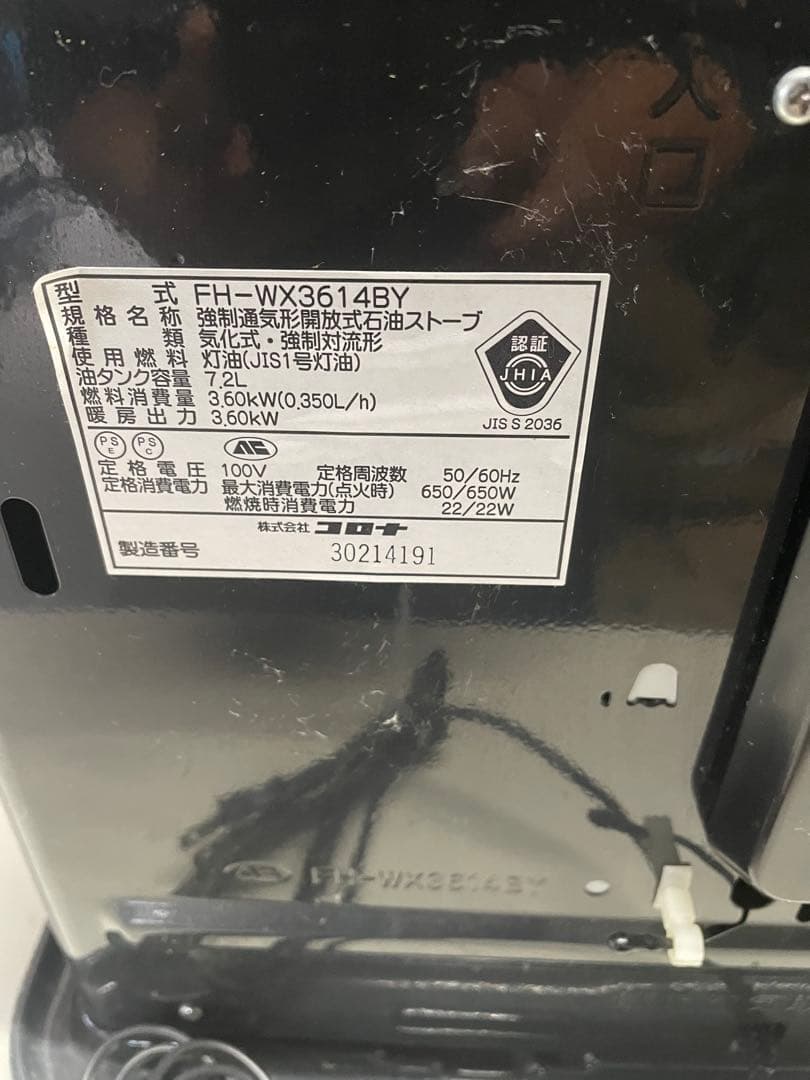 入
口
型 式 FH-WX3614BY
規格名称 強制通気形開放式石油ストーブ
種 類 気化式・強制対流形
使用燃料 灯油(JIS1号灯油)
油タンク容量 7.2L
燃料消費量 3.60kW(0.350L/h)
暖房出力 3.60kW
認証
JHIA
JIS S 2036
PS E PS C
定格電圧 100V 定格周波数 50/60Hz
定格消費電力 最大消費電力(点火時) 650/650W
燃焼時消費電力 22/22W
株式会社 コロナ
製造番号 30214191
FH-WX3614BY